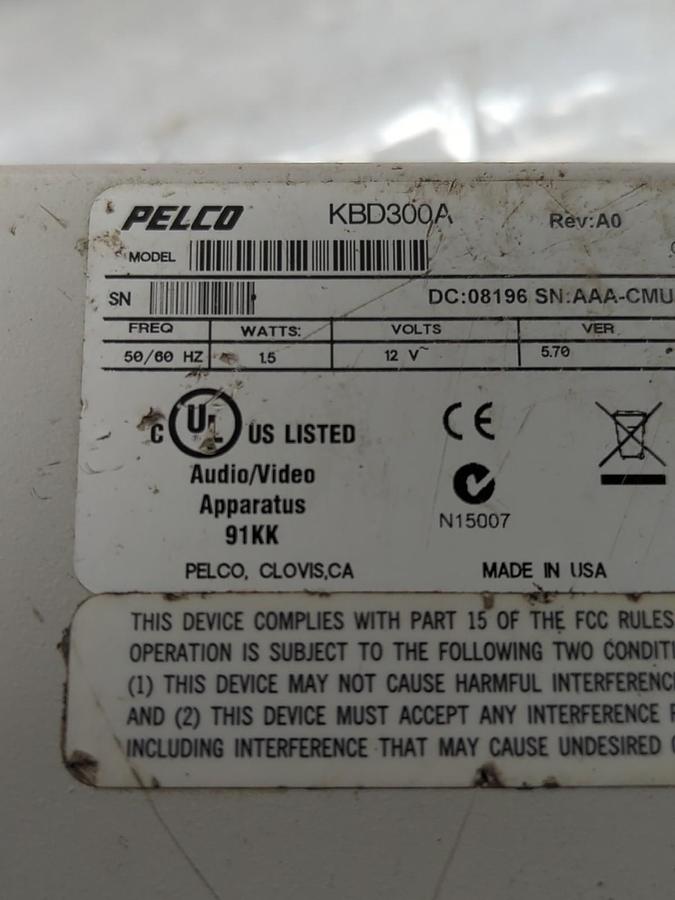 PELCO KBD300A Rev:A0
MODEL
SN DC:08196 SN:AAA-CMU
FREQ WATTS: VOLTS VER
50/60 HZ 1.5 12 V~ 5.70
C UL US LISTED CE
Audio/Video
Apparatus
91KK N15007
PELCO, CLOVIS,CA MADE IN USA
THIS DEVICE COMPLIES WITH PART 15 OF THE FCC RULES
OPERATION IS SUBJECT TO THE FOLLOWING TWO CONDITI
(1) THIS DEVICE MAY NOT CAUSE HARMFUL INTERFERENC
AND (2) THIS DEVICE MUST ACCEPT ANY INTERFERENCE
INCLUDING INTERFERENCE THAT MAY CAUSE UNDESIRED